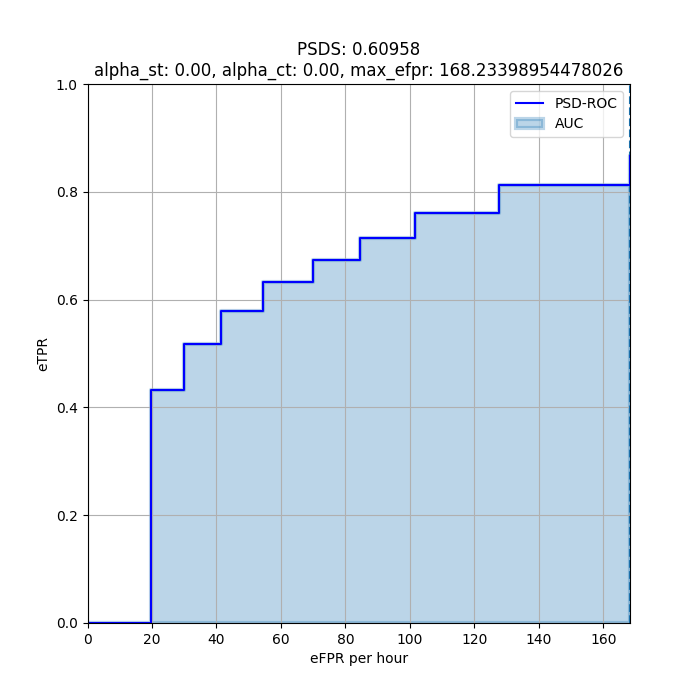 PSDS: 0.60958
alpha_st: 0.00, alpha_ct: 0.00, max_efpr: 168.23398954478026
PSD-ROC
AUC
1.0
0.8
0.6
0.4
0.2
0.0
eTPR
0 20 40 60 80 100 120 140 160
eFPR per hour